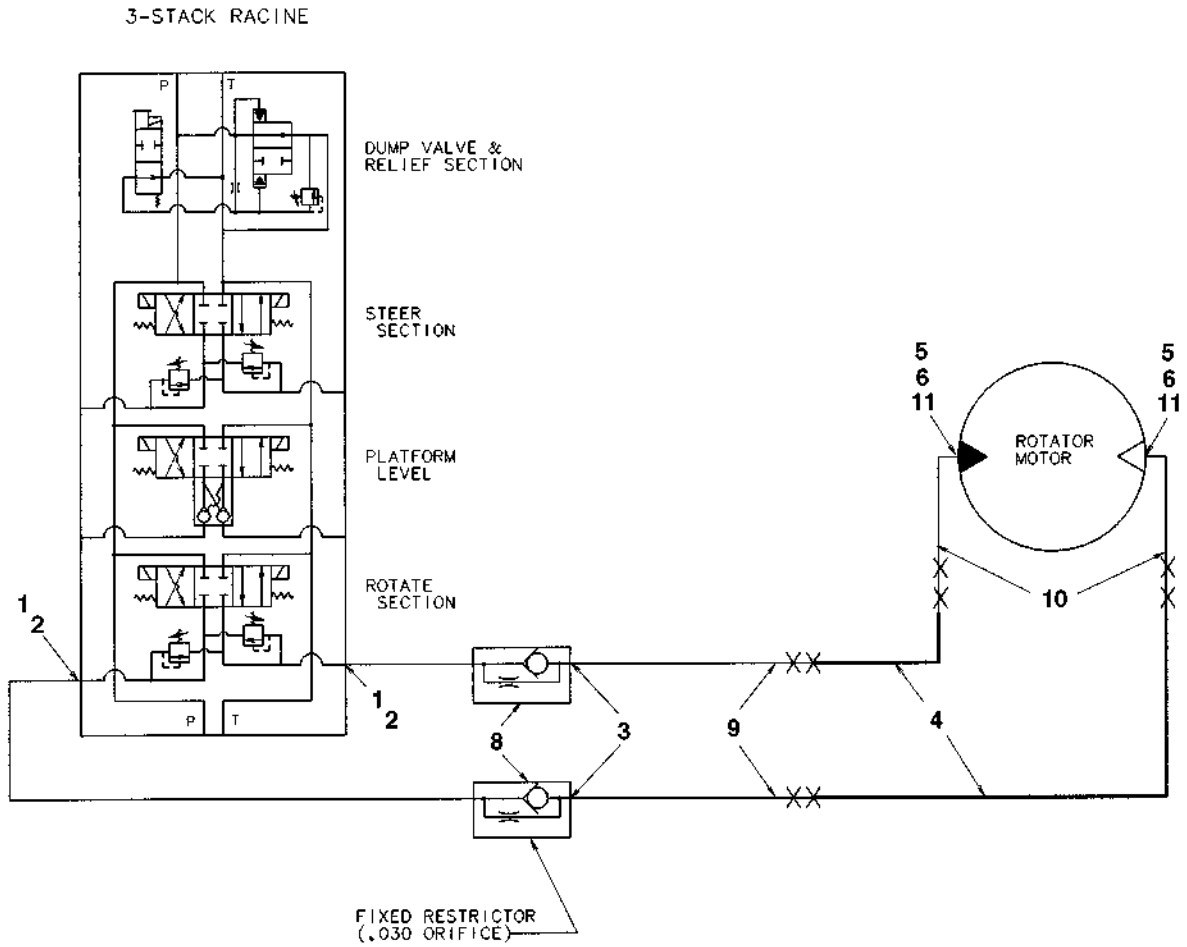 3-STACK RACINE
P T
DUMP VALVE &
RELIEF SECTION
STEER
SECTION
PLATFORM
LEVEL
ROTATE
SECTION
1
2
1
2
P T
5
6
11
5
6
11
ROTATOR
MOTOR
10
8
3
9
4
FIXED RESTRICTOR
(.030 ORIFICE)